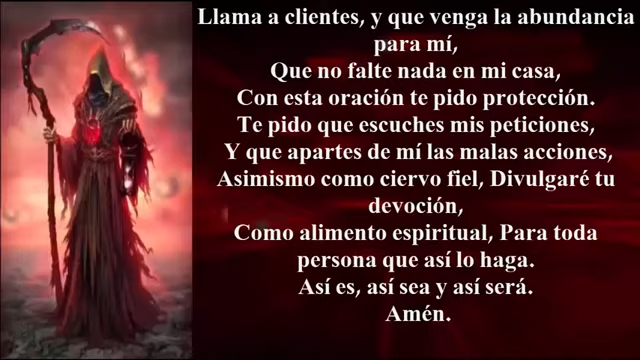 Llama a clientes, y que venga la abundancia
para mí,
Que no falte nada en mi casa,
Con esta oración te pido protección.
Te pido que escuches mis peticiones,
Y que apartes de mí las malas acciones,
Asimismo como ciervo fiel, Divulgaré tu
devoción,
Como alimento espiritual, Para toda
persona que así lo haga.
Así es, así sea y así será.
Amén.